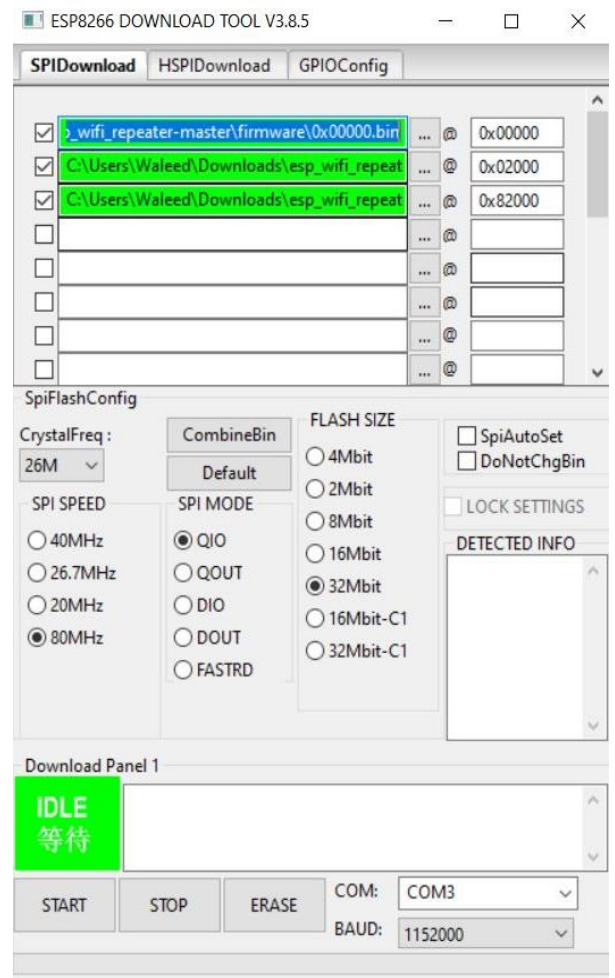 ESP8266 DOWNLOAD TOOL V3.8.5
SPIDownload HSPIDownload GPIOConfig
_wifi_repeater-master\firmware\0x00000.bin ... @ 0x00000
C:\Users\Waleed\Downloads\esp_wifi_repeat ... @ 0x02000
C:\Users\Waleed\Downloads\esp_wifi_repeat ... @ 0x82000
... @
... @
... @
... @
... @
SpiFlashConfig
CrystalFreq :
26M
CombineBin
Default
SPI SPEED
40MHz
26.7MHz
20MHz
80MHz
SPI MODE
QIO
QOUT
DIO
DOUT
FASTRD
FLASH SIZE
4Mbit
2Mbit
8Mbit
16Mbit
32Mbit
16Mbit-C1
32Mbit-C1
SpiAutoSet
DoNotChgBin
LOCK SETTINGS
DETECTED INFO
Download Panel 1
IDLE
等待
START STOP ERASE
COM: COM3
BAUD: 1152000